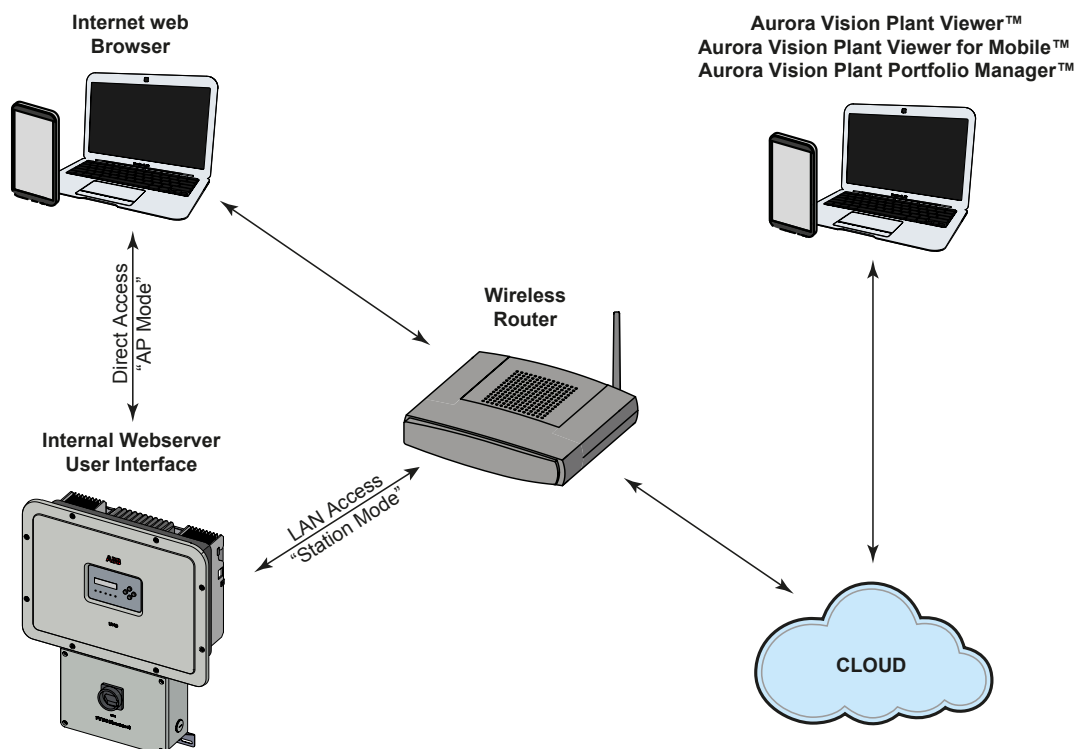 Internet web
Browser
Aurora Vision Plant Viewer™
Aurora Vision Plant Viewer for Mobile™
Aurora Vision Plant Portfolio Manager™
Direct Access
“AP Mode”
Wireless
Router
Internal Webserver
User Interface
LAN Access
“Station Mode”
ABB
CLOUD